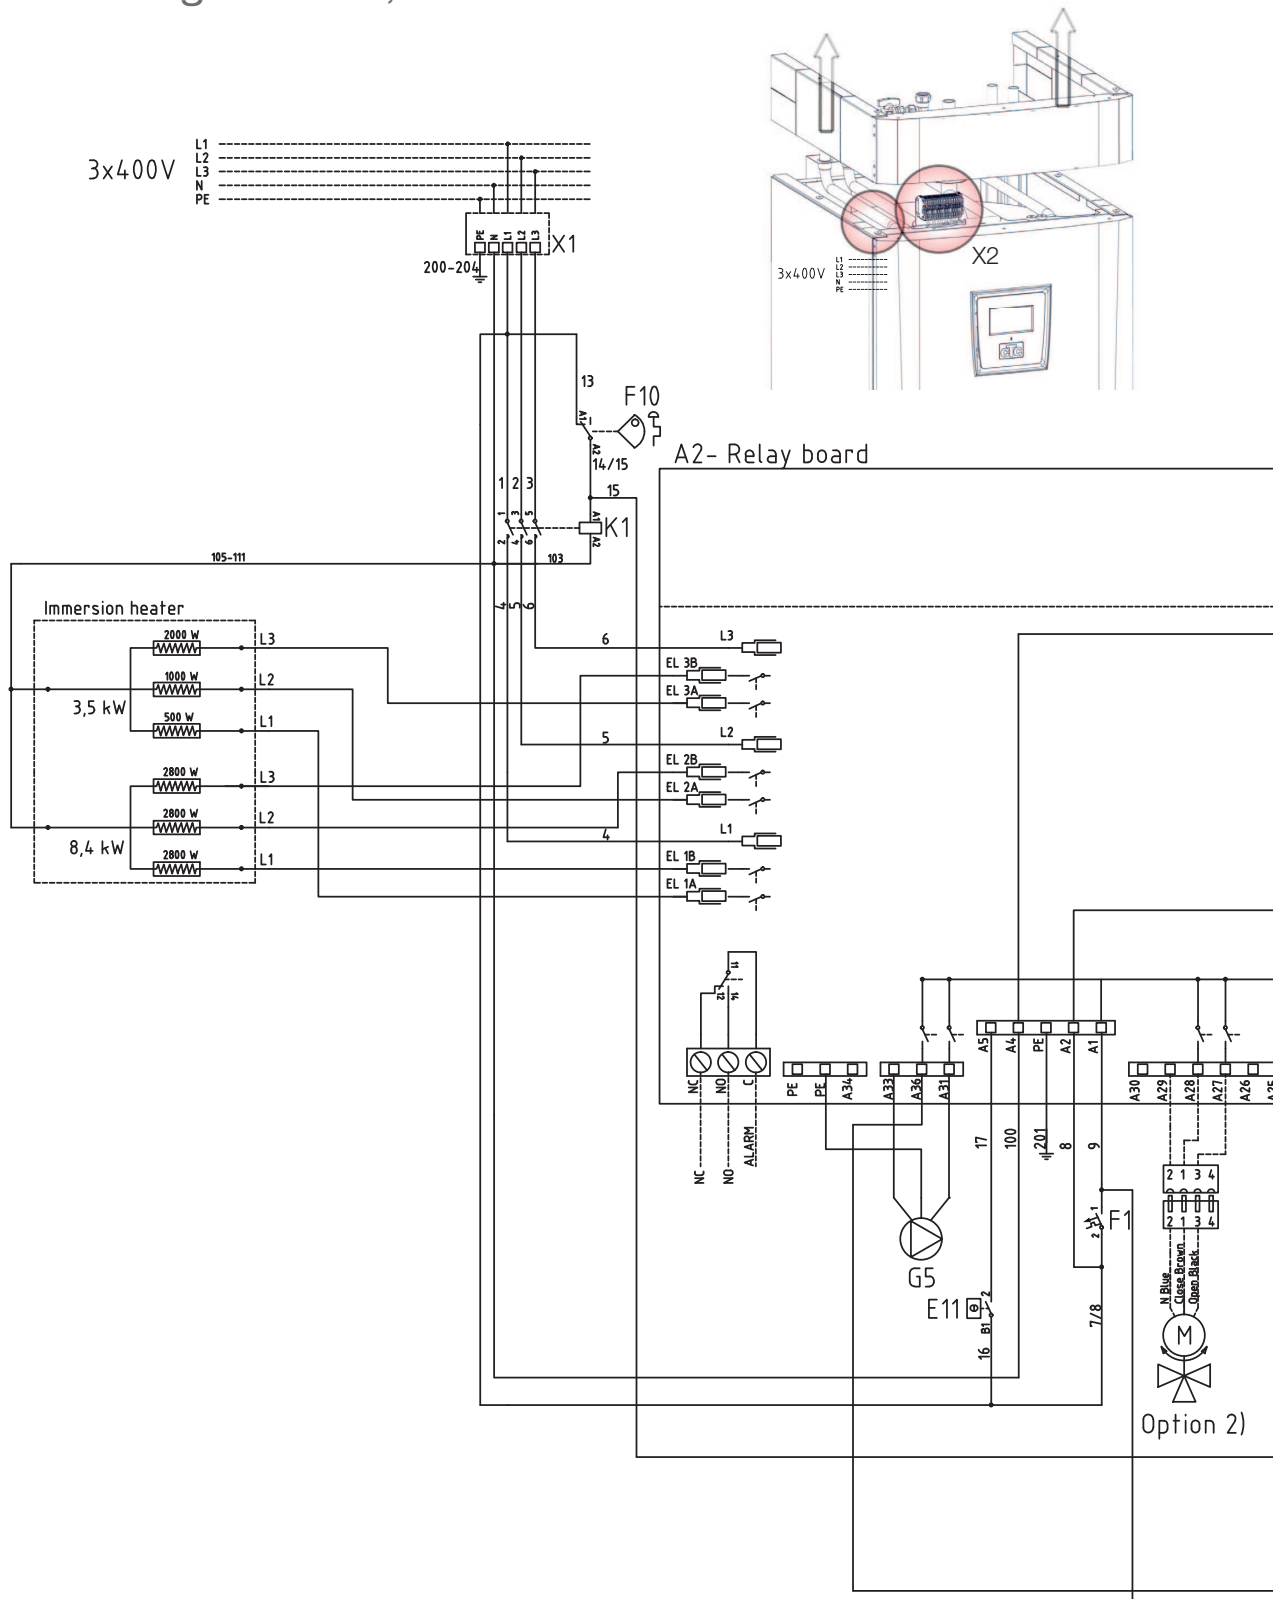 L1
L2
L3
N
PE
3x400V
PE
N
L1
L2
L3
X1
200-204
X2
L1
L2
L3
N
PE
3x400V
13
F10
A1
A2
14/15
A2- Relay board
1 2 3
15
1 3 5
A1
K1
2 4 6
A2
105-111
103
4 5 6
Immersion heater
2000 W
L3
6
L3
EL 3B
1000 W
L2
EL 3A
3,5 kW
500 W
L1
5
L2
EL 2B
2800 W
L3
EL 2A
2800 W
L2
4
L1
8,4 kW
2800 W
L1
EL 1B
EL 1A
11
12
14
NC
NO
C
PE
PE
A34
A33
A36
A31
A5
A4
PE
A2
A1
A30
A29
A28
A27
A26
A25
NC
NO
ALARM
17
100
201
8
9
2 1 3 4
2 1 3 4
1
F1
2
G5
N Blue
Close Brown
Open Black
E11
2
B1
16
7/8
M
Option 2)